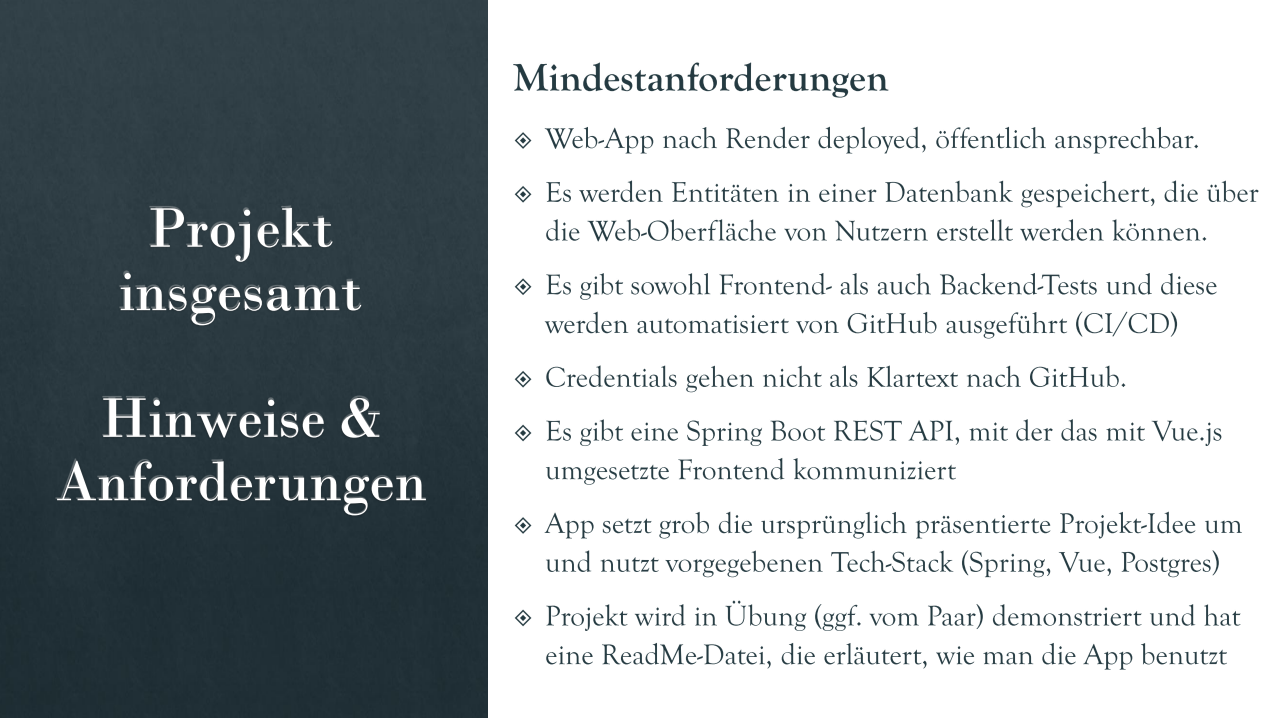 Projekt
insgesamt
Hinweise &
Anforderungen
Mindestanforderungen
Web-App nach Render deployed, öffentlich ansprechbar.
Es werden Entitäten in einer Datenbank gespeichert, die über
die Web-Oberfläche von Nutzern erstellt werden können.
Es gibt sowohl Frontend- als auch Backend-Tests und diese
werden automatisiert von GitHub ausgeführt (CI/CD)
Credentials gehen nicht als Klartext nach GitHub.
Es gibt eine Spring Boot REST API, mit der das mit Vue.js
umgesetzte Frontend kommuniziert
App setzt grob die ursprünglich präsentierte Projekt-Idee um
und nutzt vorgegebenen Tech-Stack (Spring, Vue, Postgres)
Projekt wird in Übung (ggf. vom Paar) demonstriert und hat
eine ReadMe-Datei, die erläutert, wie man die App benutzt